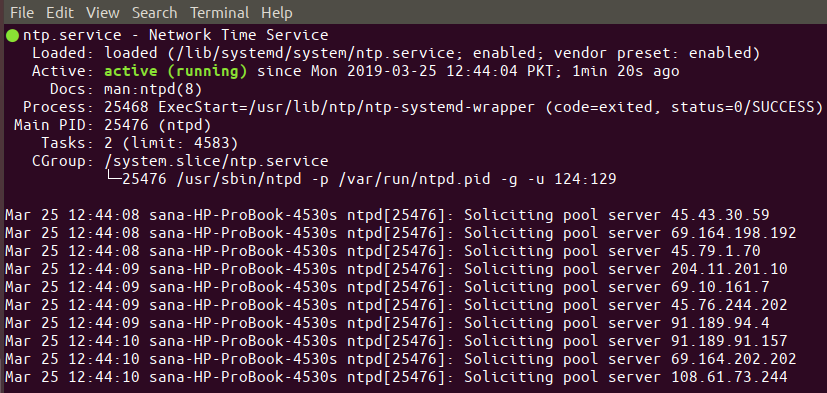 File Edit View Search Terminal Help
●ntp.service - Network Time Service
Loaded: loaded (/lib/systemd/system/ntp.service; enabled; vendor preset: enabled)
Active: active (running) since Mon 2019-03-25 12:44:04 PKT; 1min 20s ago
Docs: man:ntpd(8)
Process: 25468 ExecStart=/usr/lib/ntp/ntp-systemd-wrapper (code=exited, status=0/SUCCESS)
Main PID: 25476 (ntpd)
Tasks: 2 (limit: 4583)
CGroup: /system.slice/ntp.service
└─25476 /usr/sbin/ntpd -p /var/run/ntpd.pid -g -u 124:129
Mar 25 12:44:08 sana-HP-ProBook-4530s ntpd[25476]: Soliciting pool server 45.43.30.59
Mar 25 12:44:08 sana-HP-ProBook-4530s ntpd[25476]: Soliciting pool server 69.164.198.192
Mar 25 12:44:08 sana-HP-ProBook-4530s ntpd[25476]: Soliciting pool server 45.79.1.70
Mar 25 12:44:09 sana-HP-ProBook-4530s ntpd[25476]: Soliciting pool server 204.11.201.10
Mar 25 12:44:09 sana-HP-ProBook-4530s ntpd[25476]: Soliciting pool server 69.10.161.7
Mar 25 12:44:09 sana-HP-ProBook-4530s ntpd[25476]: Soliciting pool server 45.76.244.202
Mar 25 12:44:09 sana-HP-ProBook-4530s ntpd[25476]: Soliciting pool server 91.189.94.4
Mar 25 12:44:10 sana-HP-ProBook-4530s ntpd[25476]: Soliciting pool server 91.189.91.157
Mar 25 12:44:10 sana-HP-ProBook-4530s ntpd[25476]: Soliciting pool server 69.164.202.202
Mar 25 12:44:10 sana-HP-ProBook-4530s ntpd[25476]: Soliciting pool server 108.61.73.244